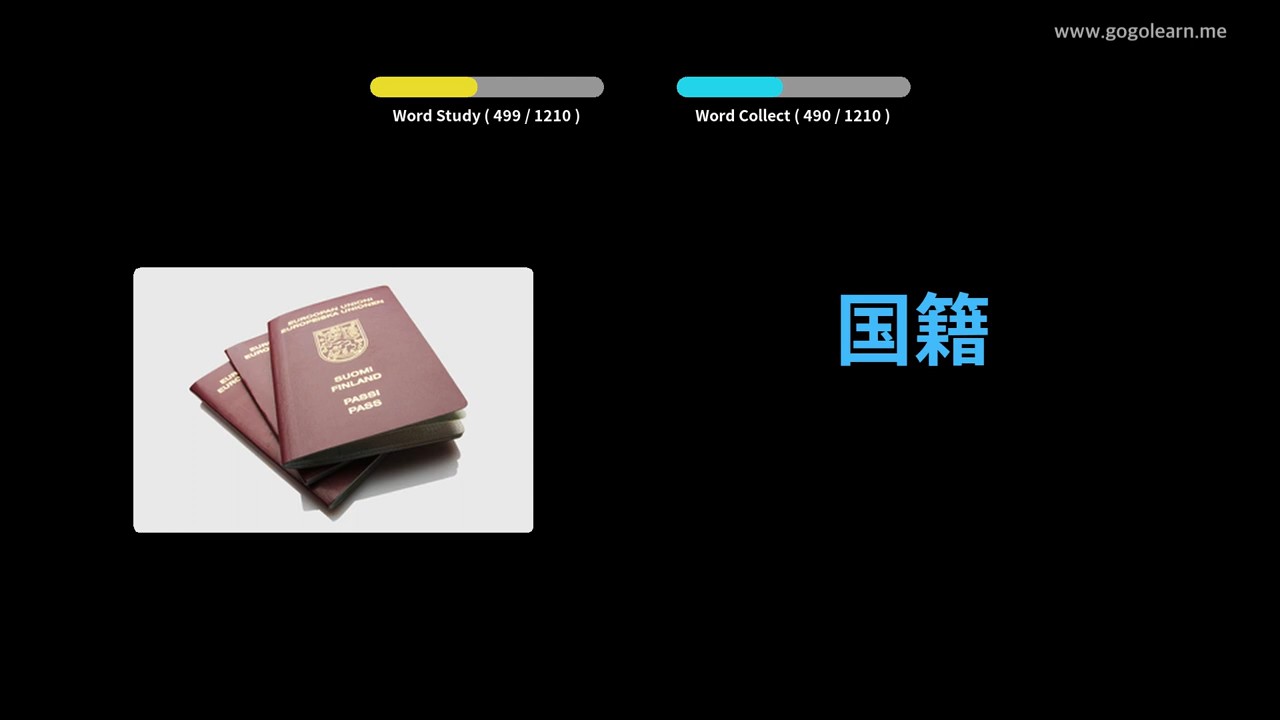 www.gogolearn.me
Word Study ( 499 / 1210 )
Word Collect ( 490 / 1210 )
国籍
EUROOPAN UNIONI
EUROPEISKA UNIONEN
SUOMI
FINLAND
PASSI
PASS